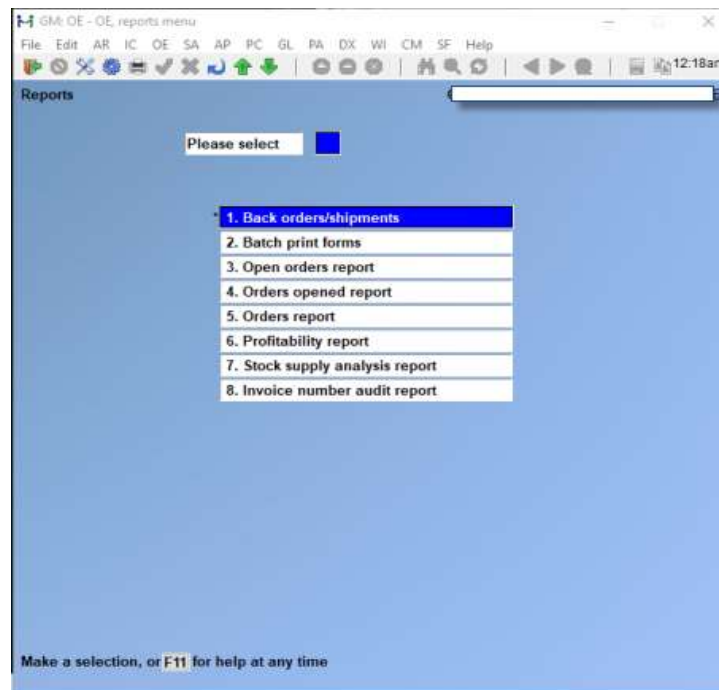 GM: OE - OE, reports menu
File Edit AR IC OE SA AP PC GL PA DX WI CM SF Help
12:18am
Reports
Please select
1. Back orders/shipments
2. Batch print forms
3. Open orders report
4. Orders opened report
5. Orders report
6. Profitability report
7. Stock supply analysis report
8. Invoice number audit report
Make a selection, or F11 for help at any time